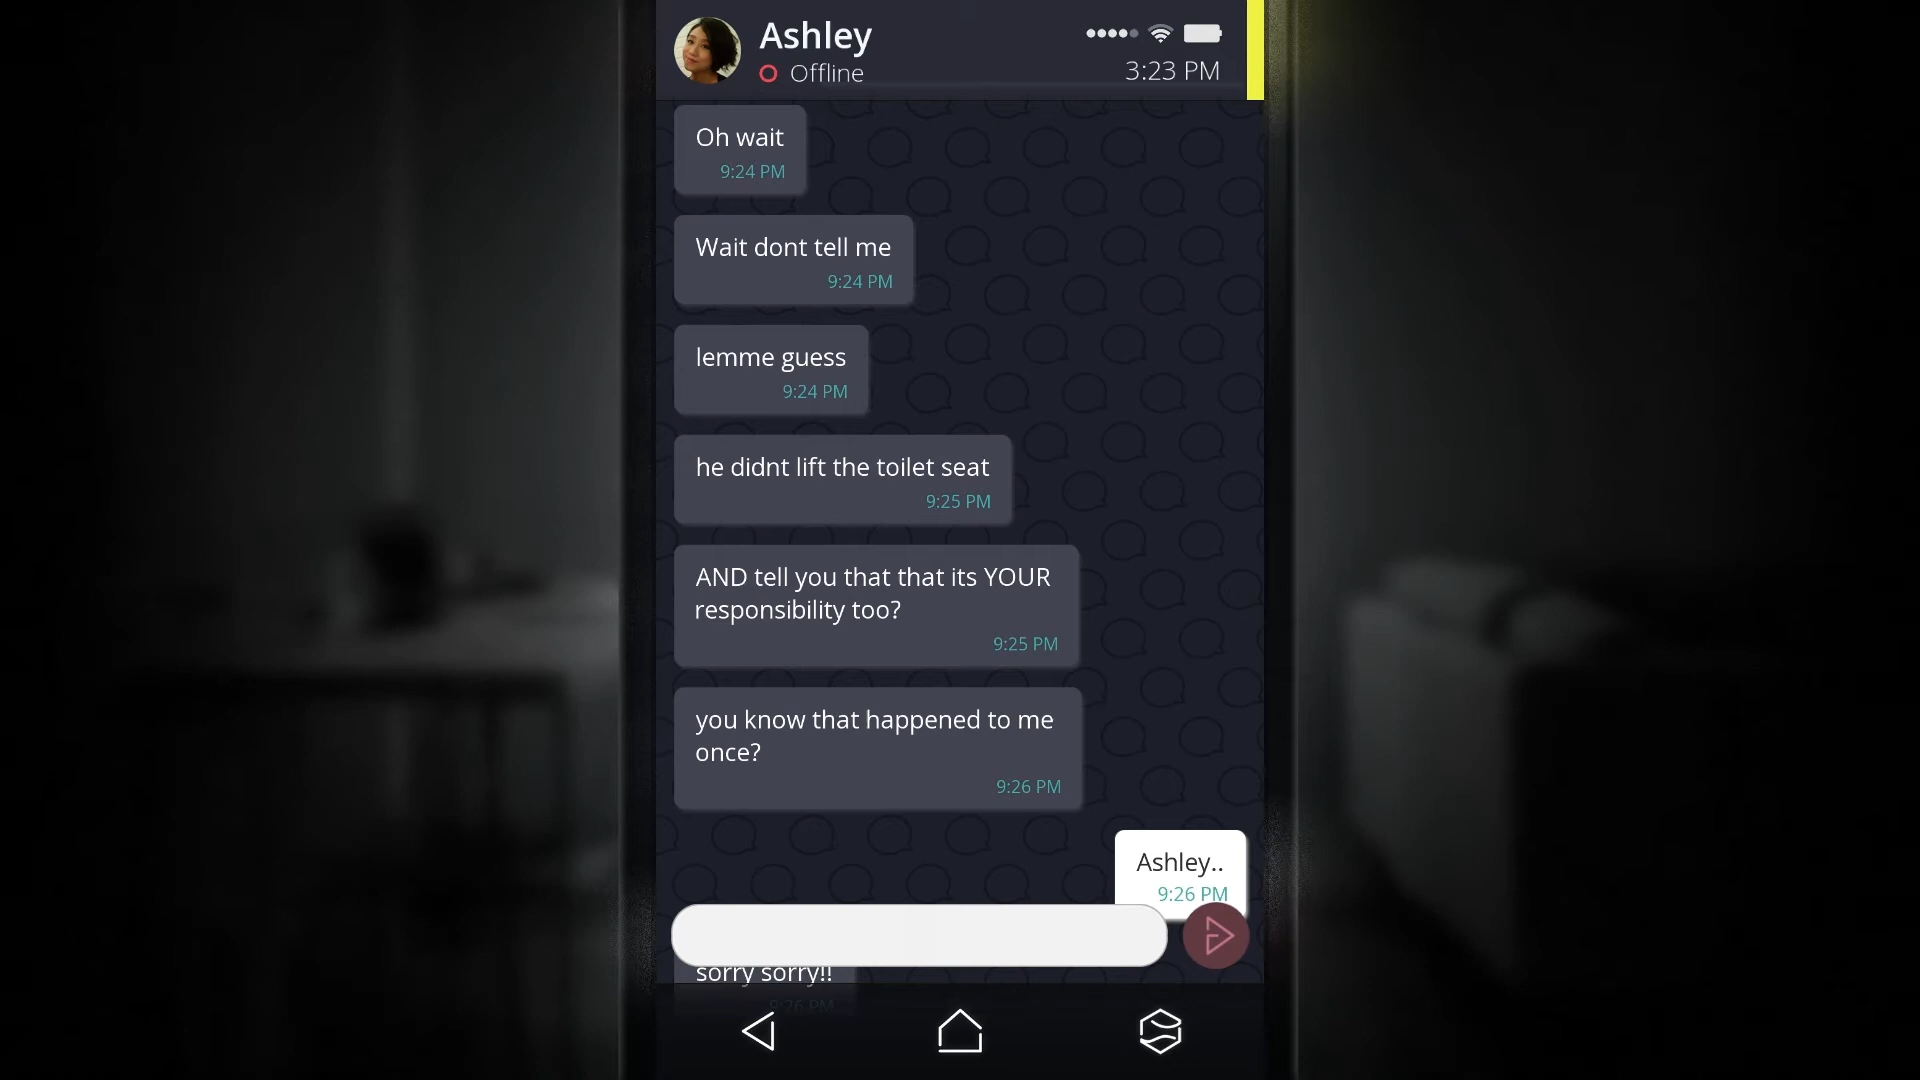 Ashley
Offline
3:23 PM
Oh wait
9:24 PM
Wait dont tell me
9:24 PM
lemme guess
9:24 PM
he didnt lift the toilet seat
9:25 PM
AND tell you that that its YOUR
responsibility too?
9:25 PM
you know that happened to me
once?
9:26 PM
Ashley..
9:26 PM
sorry sorry!!
9:26 PM